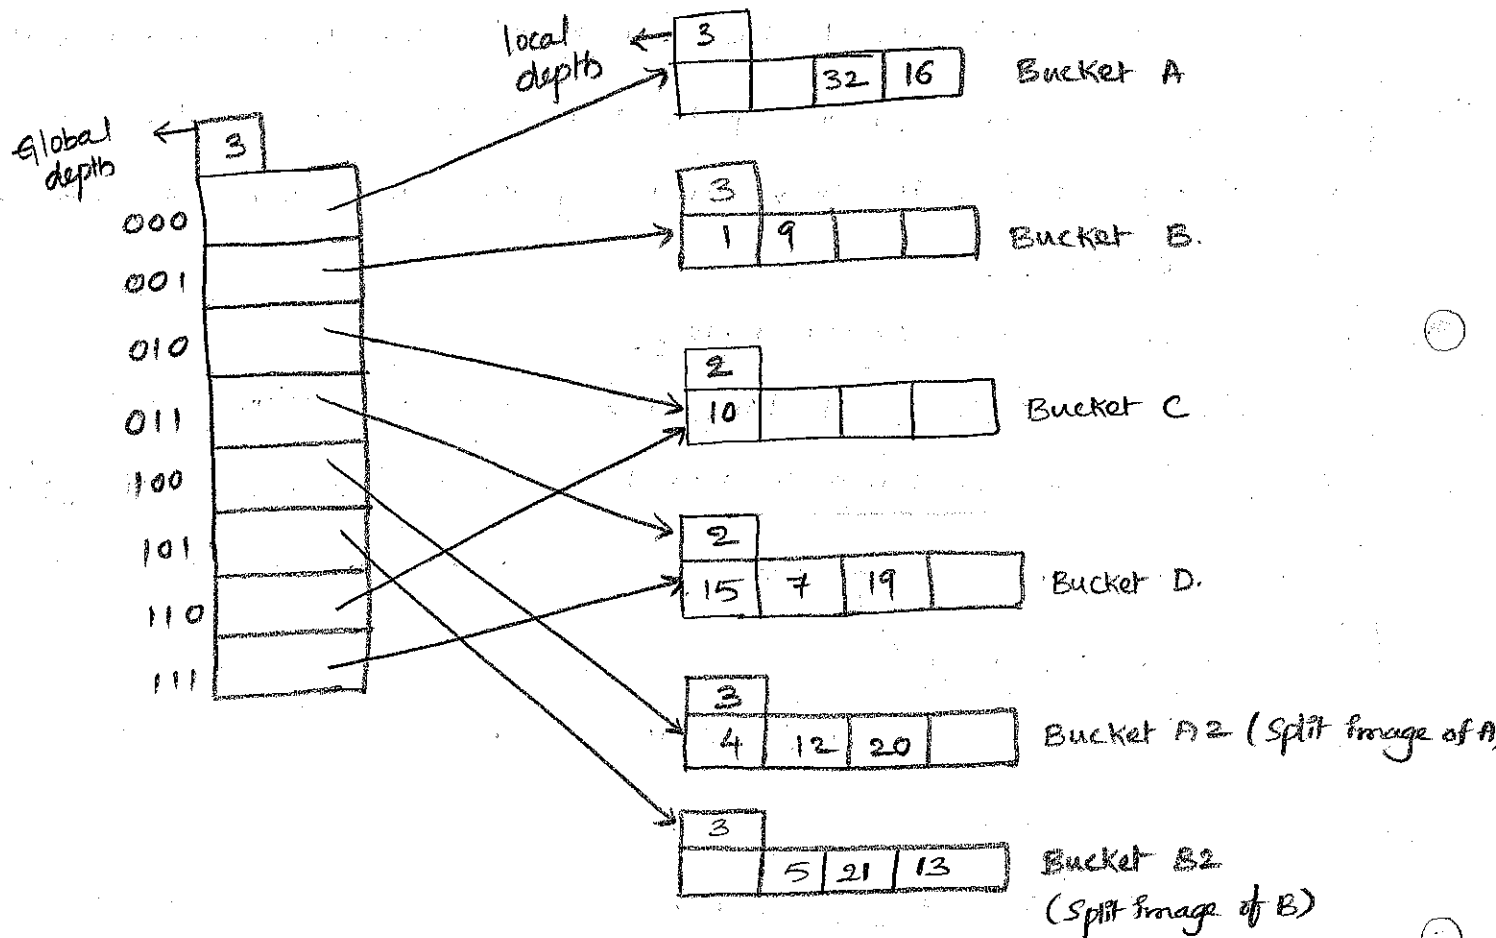 local
depth
3
32 16
Bucket A
Global
depth
3
000
001
010
011
100
101
110
111
3
1 9
Bucket B.
2
10
Bucket C
2
15 7 19
Bucket D.
3
4 12 20
Bucket A2 (Split image of A
3
5 21 13
Bucket B2
(Split image of B)